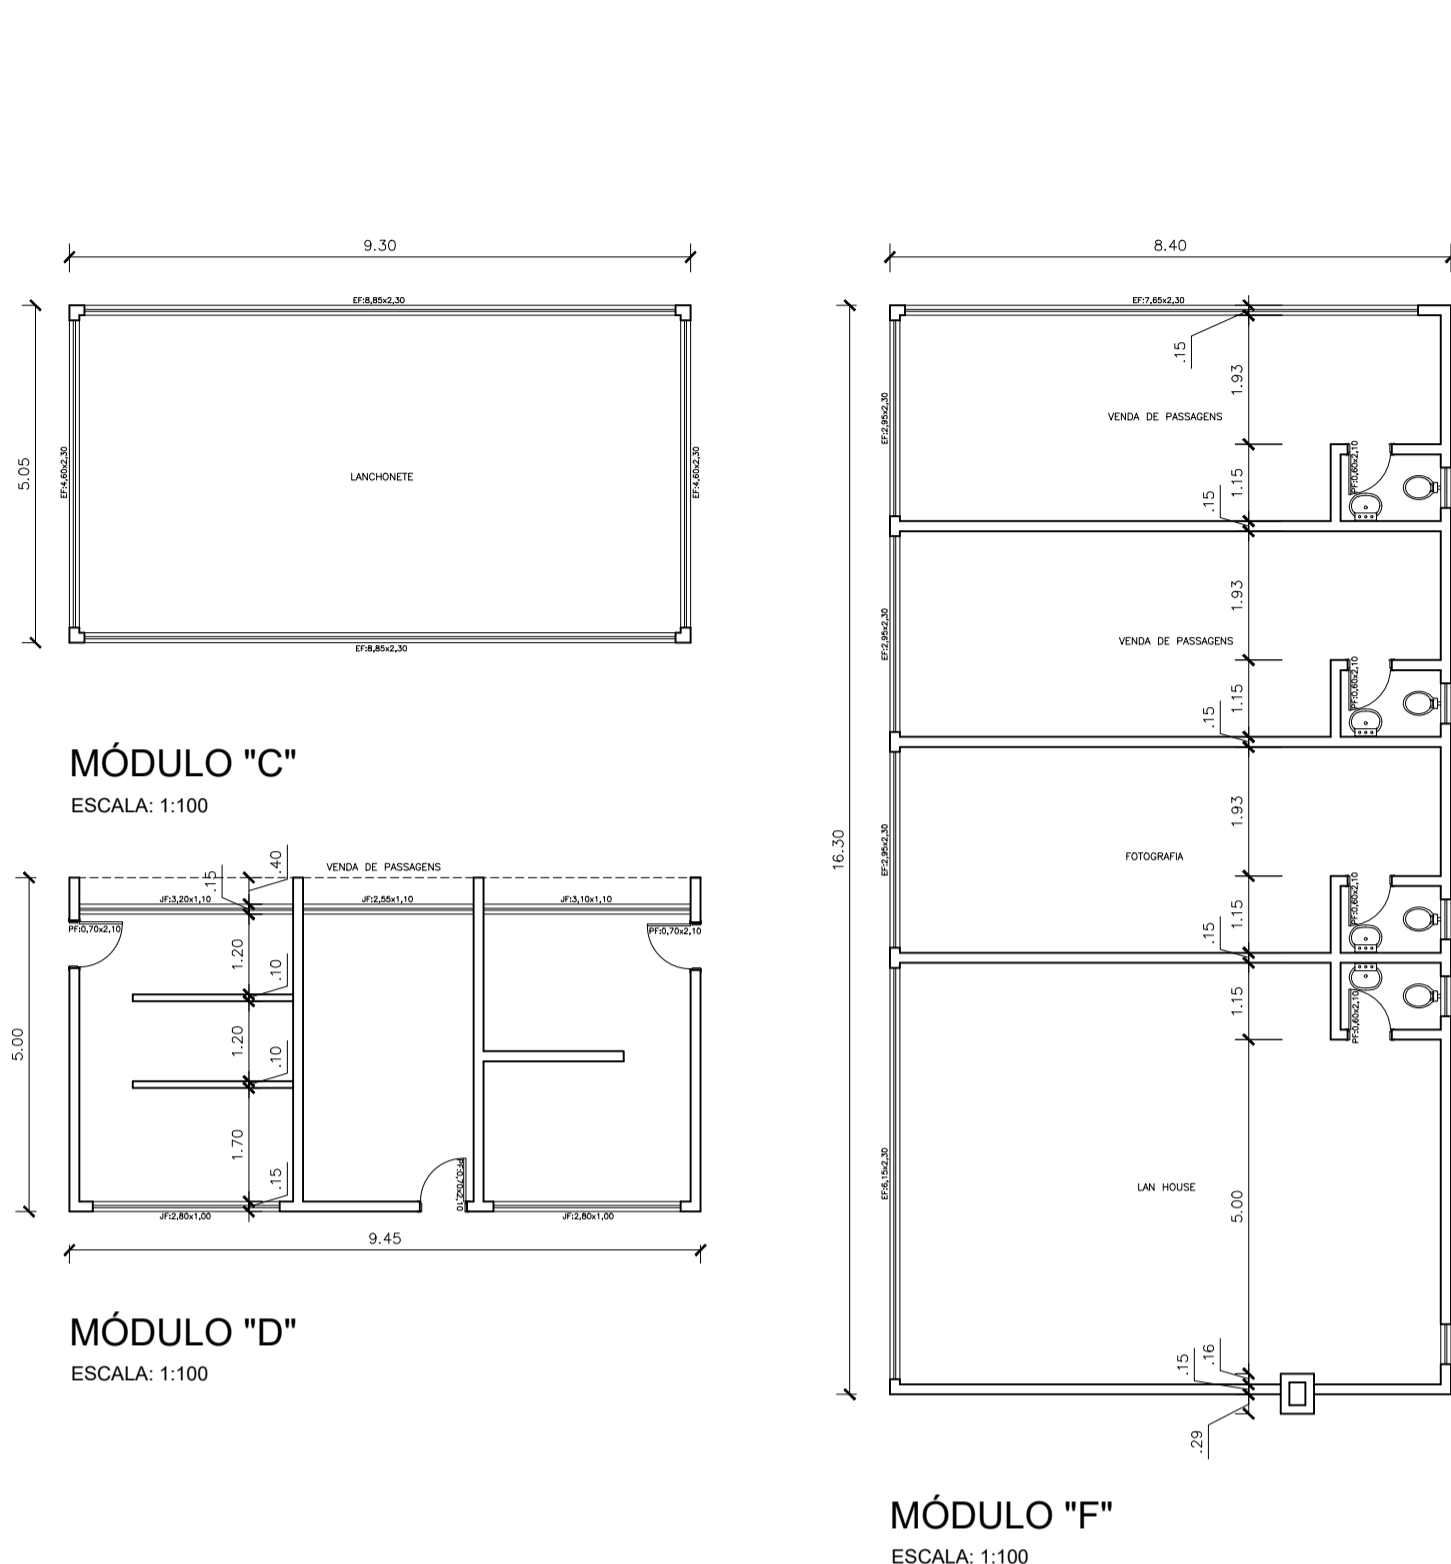 9.30
EF:8,85x2,30
5.05
EF:4,60x2,30
LANCHONETE
EF:4,60x2,30
EF:8,85x2,30
MÓDULO "C"
ESCALA: 1:100
VENDA DE PASSAGENS
.15
.40
JF:3,20x1,10
JF:2,55x1,10
JF:3,10x1,10
PF:0,70x2,10
PF:0,70x2,10
5.00
1.20
.10
1.20
.10
1.70
.15
PF:0,70x2,10
JF:2,80x1,00
JF:2,80x1,00
9.45
MÓDULO "D"
ESCALA: 1:100
8.40
EF:7,65x2,30
.15
1.93
EF:2,95x2,30
VENDA DE PASSAGENS
PF:0,60x2,10
1.15
.15
1.93
EF:2,95x2,30
VENDA DE PASSAGENS
PF:0,60x2,10
1.15
.15
1.93
16.30
EF:2,95x2,30
FOTOGRAFIA
PF:0,60x2,10
1.15
.15
1.15
PF:0,60x2,10
EF:6,15x2,30
LAN HOUSE
5.00
.15
.16
.29
MÓDULO "F"
ESCALA: 1:100